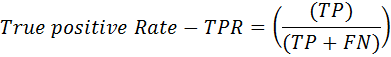 True positive Rate − TPR = ( (TP) / (TP + FN) )